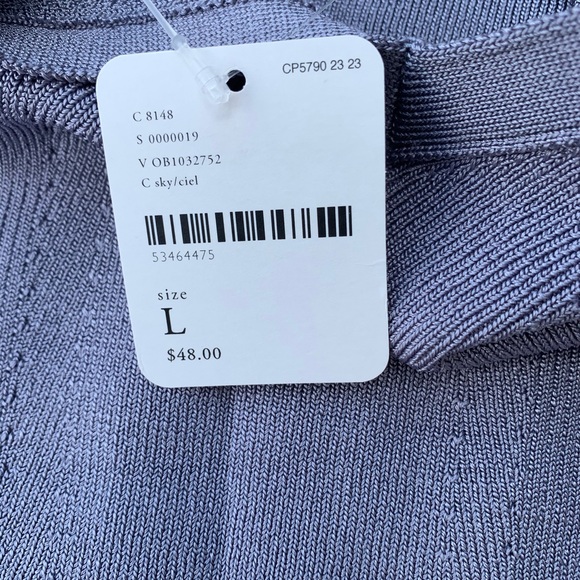 CP5790 23 23
C 8148
S 0000019
V OB1032752
C sky/ciel
53464475
size
L
$48.00